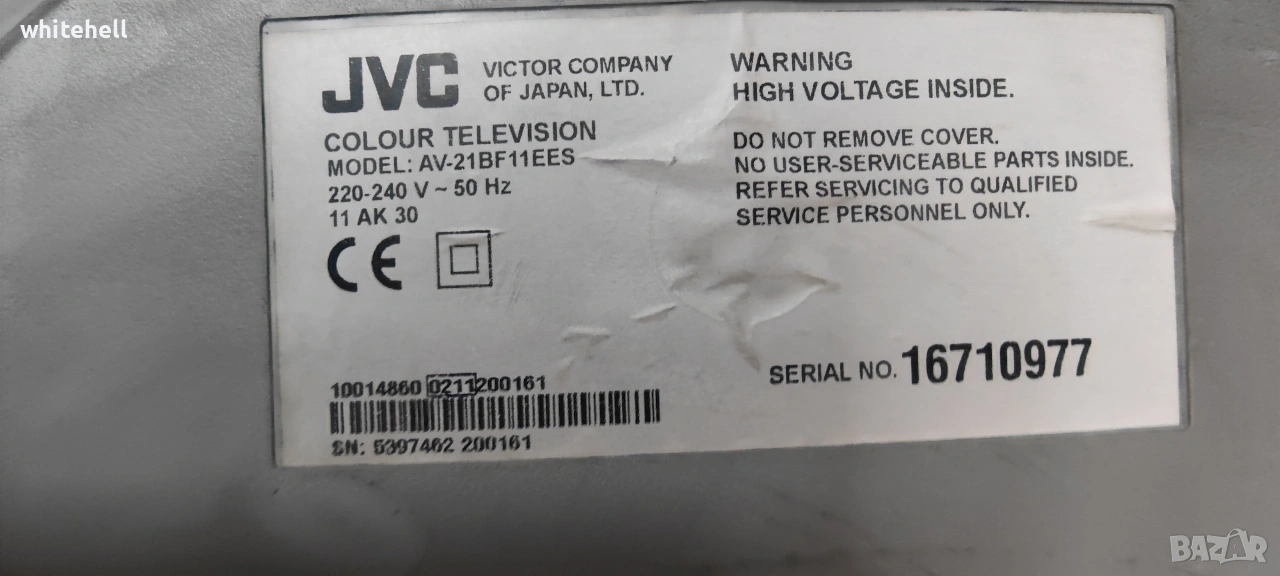 whitehell
JVC VICTOR COMPANY OF JAPAN, LTD.
COLOUR TELEVISION
MODEL: AV-21BF11EES
220-240 V ~ 50 Hz
11 AK 30
CE
WARNING
HIGH VOLTAGE INSIDE.
DO NOT REMOVE COVER.
NO USER-SERVICEABLE PARTS INSIDE.
REFER SERVICING TO QUALIFIED
SERVICE PERSONNEL ONLY.
SERIAL NO. 16710977
10014860 0211200161
SN: 5397462 200161
BAZAR